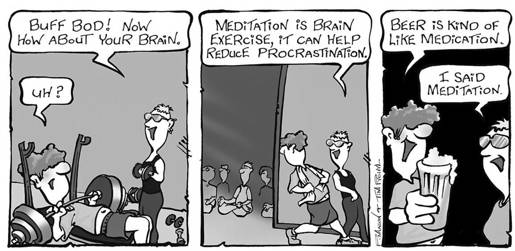 BUFF BOD! NOW
HOW ABOUT YOUR BRAIN.
UH?
MEDITATION IS BRAIN
EXERCISE, IT CAN HELP
REDUCE PROCRASTINATION.
BEER IS KIND OF
LIKE MEDICATION.
I SAID
MEDITATION.